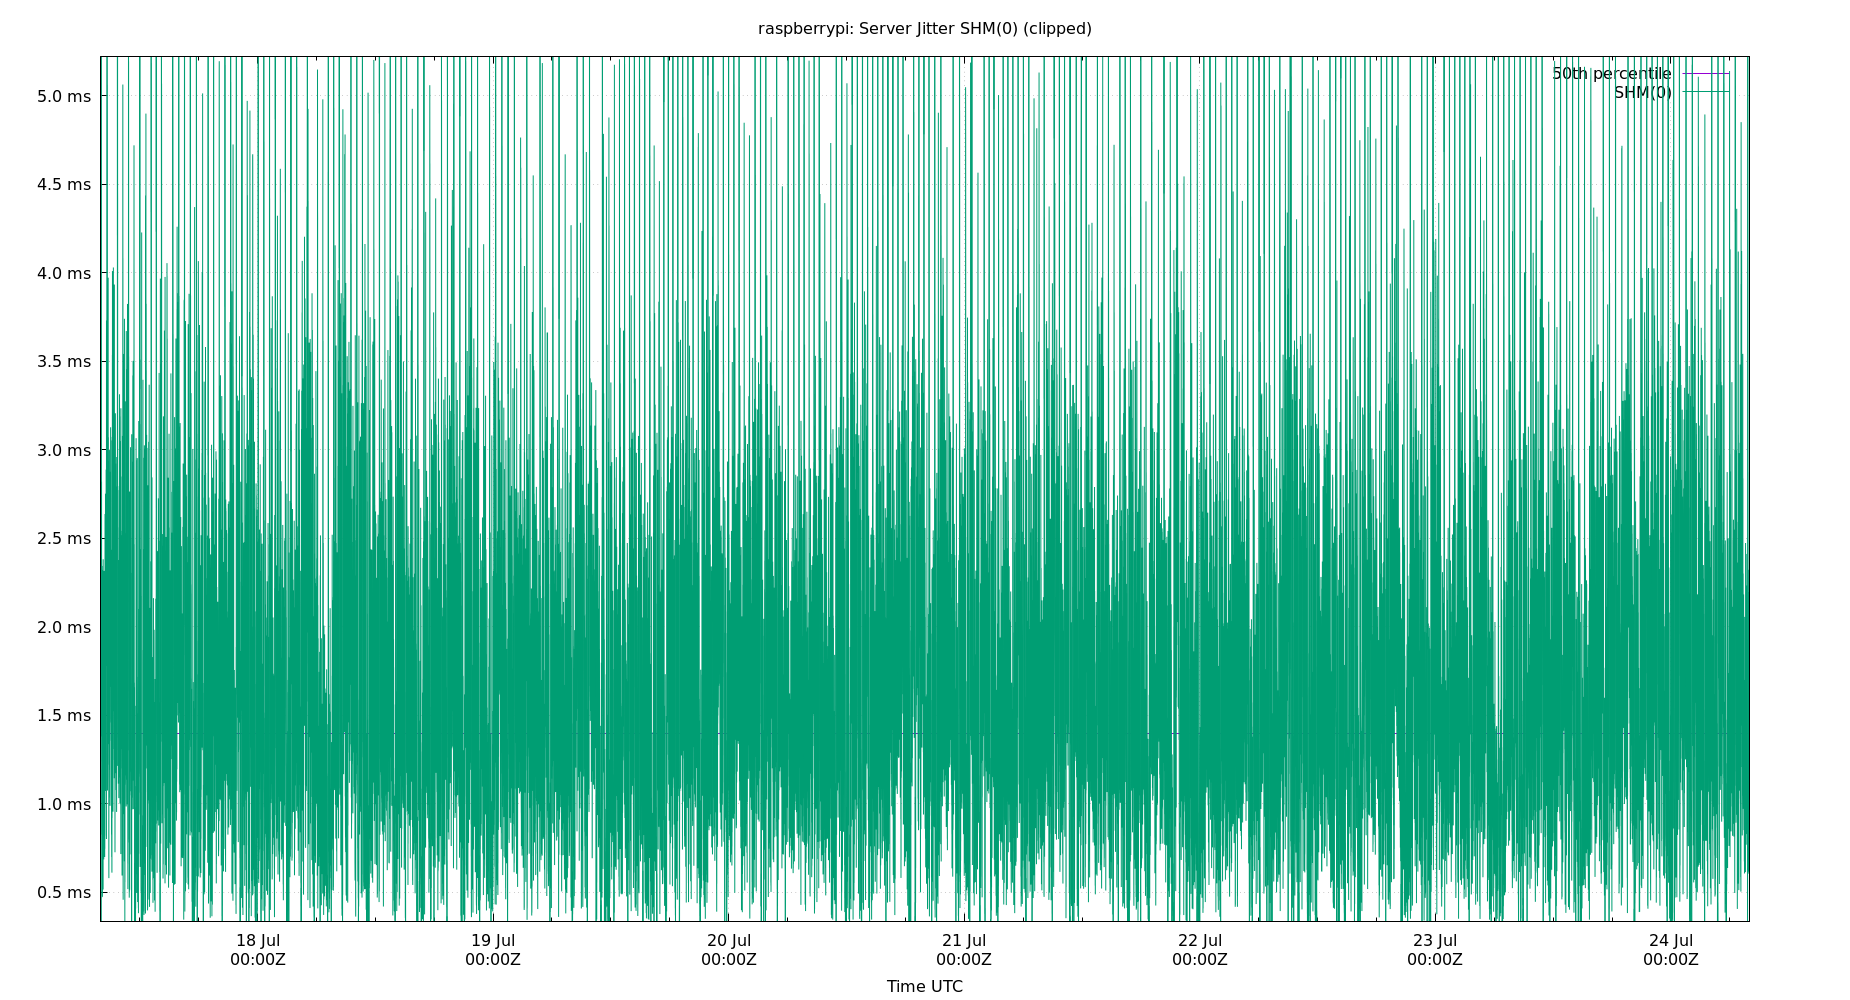 raspberrypi: Server Jitter SHM(0) (clipped)
50th percentile
SHM(0)
5.0 ms
4.5 ms
4.0 ms
3.5 ms
3.0 ms
2.5 ms
2.0 ms
1.5 ms
1.0 ms
0.5 ms
18 Jul 19 Jul 20 Jul 21 Jul 22 Jul 23 Jul 24 Jul
00:00Z 00:00Z 00:00Z 00:00Z 00:00Z 00:00Z 00:00Z
Time UTC